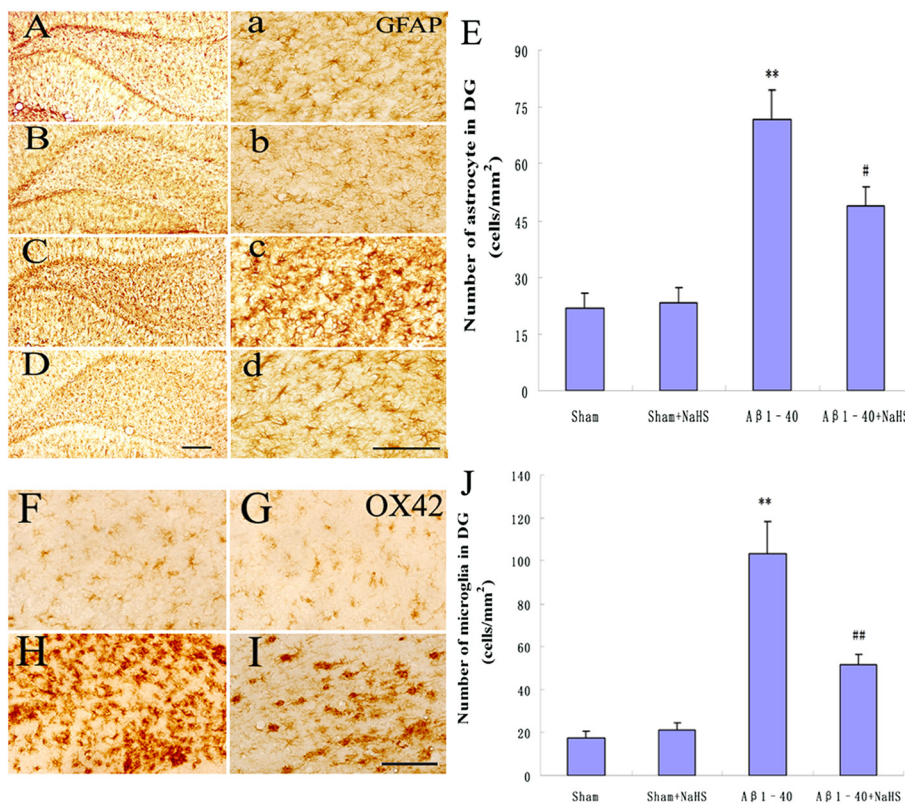 A
a
GFAP
B
b
C
c
D
d
E
Number of astrocyte in DG
(cells/mm²)
90
75
60
45
30
15
0
**
#
Sham
Sham+NaHS
Aβ1-40
Aβ1-40+NaHS
F
G
OX42
H
I
J
Number of microglia in DG
(cells/mm²)
140
120
100
80
60
40
20
0
**
##
Sham
Sham+NaHS
Aβ1-40
Aβ1-40+NaHS